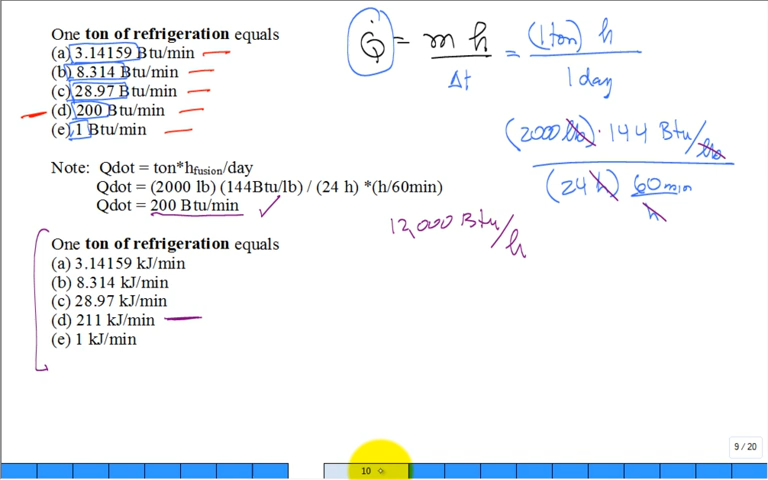 One ton of refrigeration equals
(a) 3.14159 Btu/min
(b) 8.314 Btu/min
(c) 28.97 Btu/min
(d) 200 Btu/min
(e) 1 Btu/min
Note: Qdot = ton*hfusion/day
Qdot = (2000 lb) (144Btu/lb) / (24 h) *(h/60min)
Qdot = 200 Btu/min
One ton of refrigeration equals
(a) 3.14159 kJ/min
(b) 8.314 kJ/min
(c) 28.97 kJ/min
(d) 211 kJ/min
(e) 1 kJ/min
Q̇ = m h / Δt = (1 ton) h / 1 day
(2000 lb) · 144 Btu/lb
(24 h) 60 min / h
12,000 Btu/h
9 / 20
10